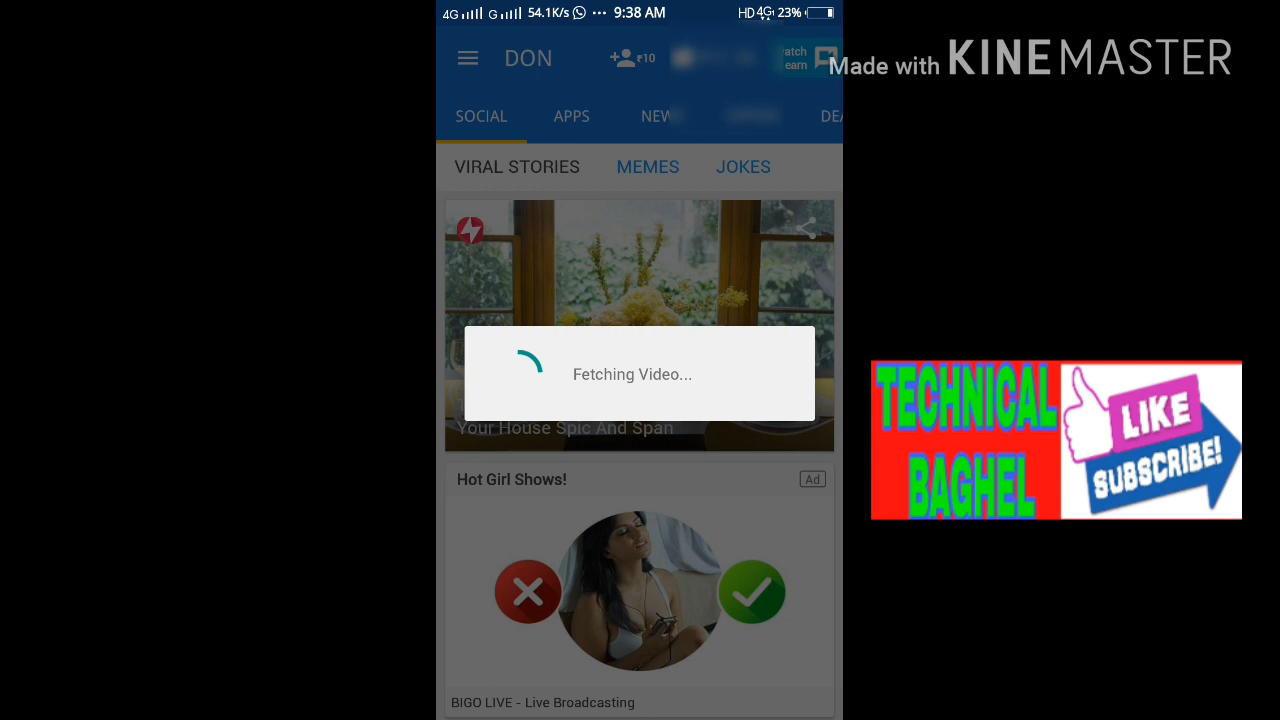 4G G 54.1K/s ··· 9:38 AM HD 4G 23%
DON
₹10
atch
earn
Made with KINEMASTER
SOCIAL APPS NEW DEA
VIRAL STORIES MEMES JOKES
Fetching Video...
Your House Spic And Span
Hot Girl Shows!
Ad
BIGO LIVE - Live Broadcasting
TECHNICAL
BAGHEL
LIKE
SUBSCRIBE!